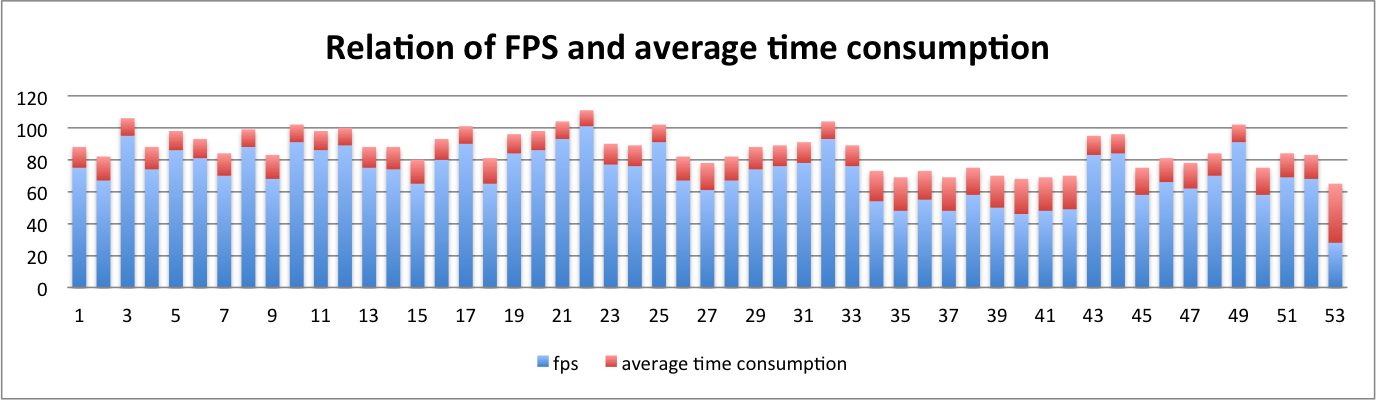 Relation of FPS and average time consumption
120
100
80
60
40
20
0
1 3 5 7 9 11 13 15 17 19 21 23 25 27 29 31 33 35 37 39 41 43 45 47 49 51 53
fps average time consumption